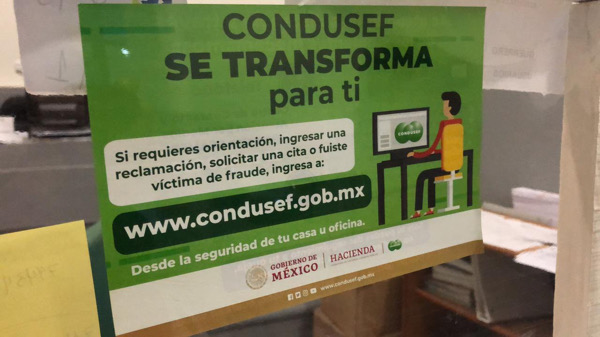 CONDUSEF
SE TRANSFORMA
para ti
Si requieres orientación, ingresar una
reclamación, solicitar una cita o fuiste
víctima de fraude, ingresa a:
www.condusef.gob.mx
Desde la seguridad de tu casa u oficina.
GOBIERNO DE
MÉXICO
HACIENDA
www.condusef.gob.mx